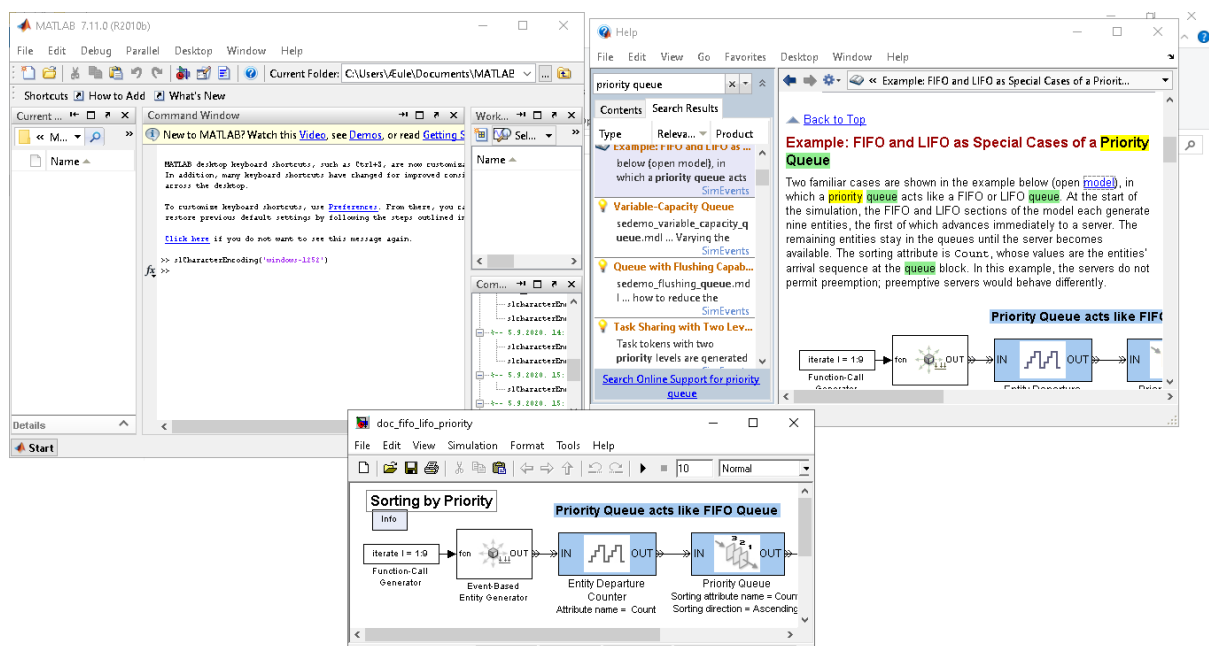 MATLAB 7.11.0 (R2010b)
File Edit Debug Parallel Desktop Window Help
Current Folder: C:\Users\Æule\Documents\MATLAB
Shortcuts How to Add What's New
Current ...
« M...
Name
Details
Start
Command Window
New to MATLAB? Watch this Video, see Demos, or read Getting S
MATLAB desktop keyboard shortcuts, such as Ctrl+S, are now customiza
In addition, many keyboard shortcuts have changed for improved consi
across the desktop.
To customize keyboard shortcuts, use Preferences. From there, you ca
restore previous default settings by following the steps outlined i
Click here if you do not want to see this message again.
>> slCharacterEncoding('windows-1252')
fx >>
Work...
Sel...
Name
Com...
slcharacterEn
slcharacterEn
%-- 5.9.2020. 14:
slcharacterEn
slcharacterEn
%-- 5.9.2020. 15:
slCharacterEn
%-- 5.9.2020. 15:
Help
File Edit View Go Favorites Desktop Window Help
priority queue
Contents Search Results
Type Releva... Product
Example: FIFO and LIFO as ...
below (open model), in
which a priority queue acts
SimEvents
Variable-Capacity Queue
sedemo_variable_capacity_q
ueue.mdl ... Varying the
SimEvents
Queue with Flushing Capab...
sedemo_flushing_queue.md
l ... how to reduce the
SimEvents
Task Sharing with Two Lev...
Task tokens with two
priority levels are generated
Search Online Support for priority
queue
« Example: FIFO and LIFO as Special Cases of a Priorit...
Back to Top
Example: FIFO and LIFO as Special Cases of a Priority
Queue
Two familiar cases are shown in the example below (open model), in
which a priority queue acts like a FIFO or LIFO queue. At the start of
the simulation, the FIFO and LIFO sections of the model each generate
nine entities, the first of which advances immediately to a server. The
remaining entities stay in the queues until the server becomes
available. The sorting attribute is Count, whose values are the entities'
arrival sequence at the queue block. In this example, the servers do not
permit preemption; preemptive servers would behave differently.
Priority Queue acts like FIF
iterate I = 1:9 fcn OUT IN OUT IN
Function-Call
Generator
Entity Departure
Prior
doc_fifo_lifo_priority
File Edit View Simulation Format Tools Help
10 Normal
Sorting by Priority
Info
Priority Queue acts like FIFO Queue
iterate I = 1:9 fcn OUT IN OUT IN 3 2 1 OUT
Function-Call
Generator
Event-Based
Entity Generator
Entity Departure
Counter
Attribute name = Count
Priority Queue
Sorting attribute name = Coun
Sorting direction = Ascending